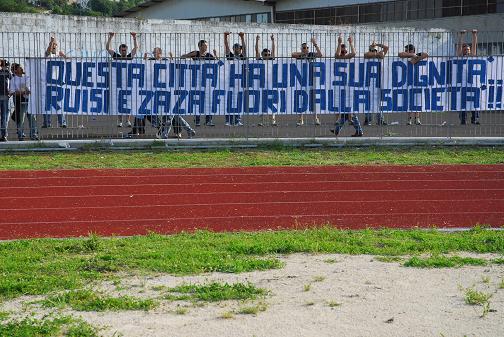 QUESTA CITTA' HA UNA SUA DIGNITA'
RUISI E ZAZA FUORI DALLA SOCIETA'!!